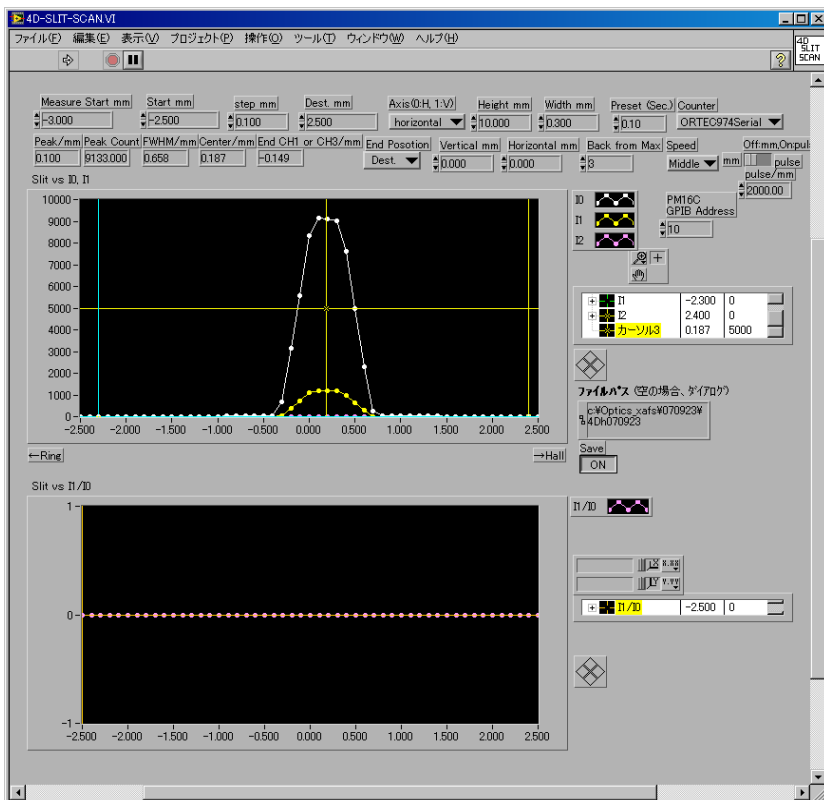 4D-SLIT-SCAN.VI
ファイル(F) 編集(E) 表示(V) プロジェクト(P) 操作(O) ツール(T) ウィンドウ(W) ヘルプ(H)
4D SLIT SCAN
Measure Start mm Start mm step mm Dest. mm Axis(0:H, 1:V) Height mm Width mm Preset (Sec.) Counter
-3.000 -2.500 0.100 2.500 horizontal 10.000 0.300 0.10 ORTEC974Serial
Peak/mm Peak Count FWHM/mm Center/mm End CH1 or CH3/mm End Posotion Vertical mm Horizontal mm Back from Max Speed Off:mm,On:puls
0.100 9133.000 0.658 0.187 -0.149 Dest. 0.000 0.000 3 Middle mm pulse
pulse/mm
2000.00
Slit vs I0, I1
I0
I1
I2
PM16C
GPIB Address
10
10000
9000
8000
7000
6000
5000
4000
3000
2000
1000
0
-2.500 -2.000 -1.500 -1.000 -0.500 0.000 0.500 1.000 1.500 2.000 2.500
I1 -2.300 0
I2 2.400 0
カーソル3 0.187 5000
ファイルパス (空の場合、ダイアログ)
c:¥Optics_xafs¥070923¥
4Dh070923
Save
ON
←Ring →Hall
Slit vs I1/I0
I1/I0
1
0
-1
-2.500 -2.000 -1.500 -1.000 -0.500 0.000 0.500 1.000 1.500 2.000 2.500
I1/I0 -2.500 0